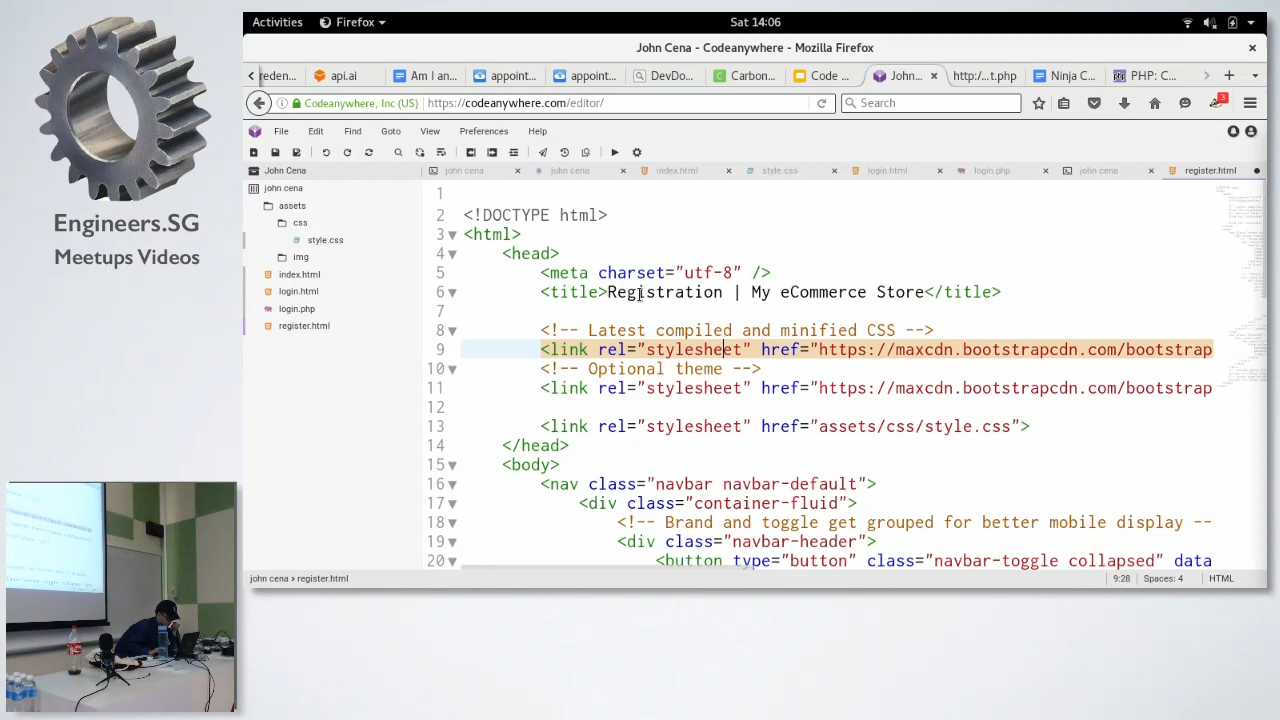 Engineers.SG
Meetups Videos
Activities
Firefox
Sat 14:06
John Cena - Codeanywhere - Mozilla Firefox
reden...
api.ai
Am I an...
appoint...
appoint...
DevDo...
Carbon...
Code ...
John...
http:/...t.php
Ninja C...
PHP: C...
Codeanywhere, Inc (US)
https://codeanywhere.com/editor/
Search
3
File Edit Find Goto View Preferences Help
John Cena
john cena
john cena
index.html
style.css
login.html
login.php
john cena
register.html
john cena
assets
css
style.css
img
index.html
login.html
login.php
register.html
1
2 <!DOCTYPE html>
3 <html>
4 <head>
5 <meta charset="utf-8" />
6 <title>Registration | My eCommerce Store</title>
7
8 <!-- Latest compiled and minified CSS -->
9 <link rel="stylesheet" href="https://maxcdn.bootstrapcdn.com/bootstrap
10 <!-- Optional theme -->
11 <link rel="stylesheet" href="https://maxcdn.bootstrapcdn.com/bootstrap
12
13 <link rel="stylesheet" href="assets/css/style.css">
14 </head>
15 <body>
16 <nav class="navbar navbar-default">
17 <div class="container-fluid">
18 <!-- Brand and toggle get grouped for better mobile display --
19 <div class="navbar-header">
20 <button type="button" class="navbar-toggle collapsed" data
john cena › register.html
9:28
Spaces: 4
HTML